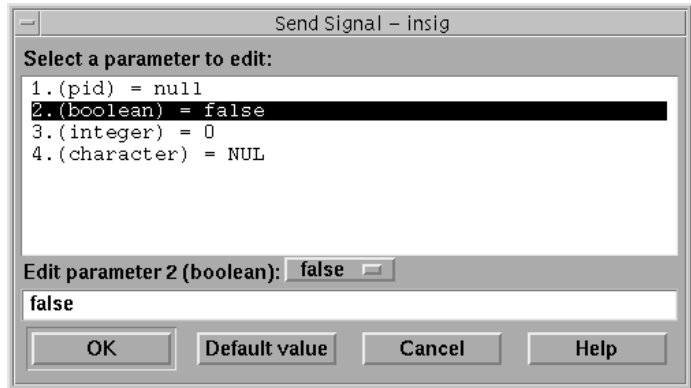 Send Signal – insig
Select a parameter to edit:
1.(pid) = null
2.(boolean) = false
3.(integer) = 0
4.(character) = NUL
Edit parameter 2 (boolean): false
false
OK Default value Cancel Help